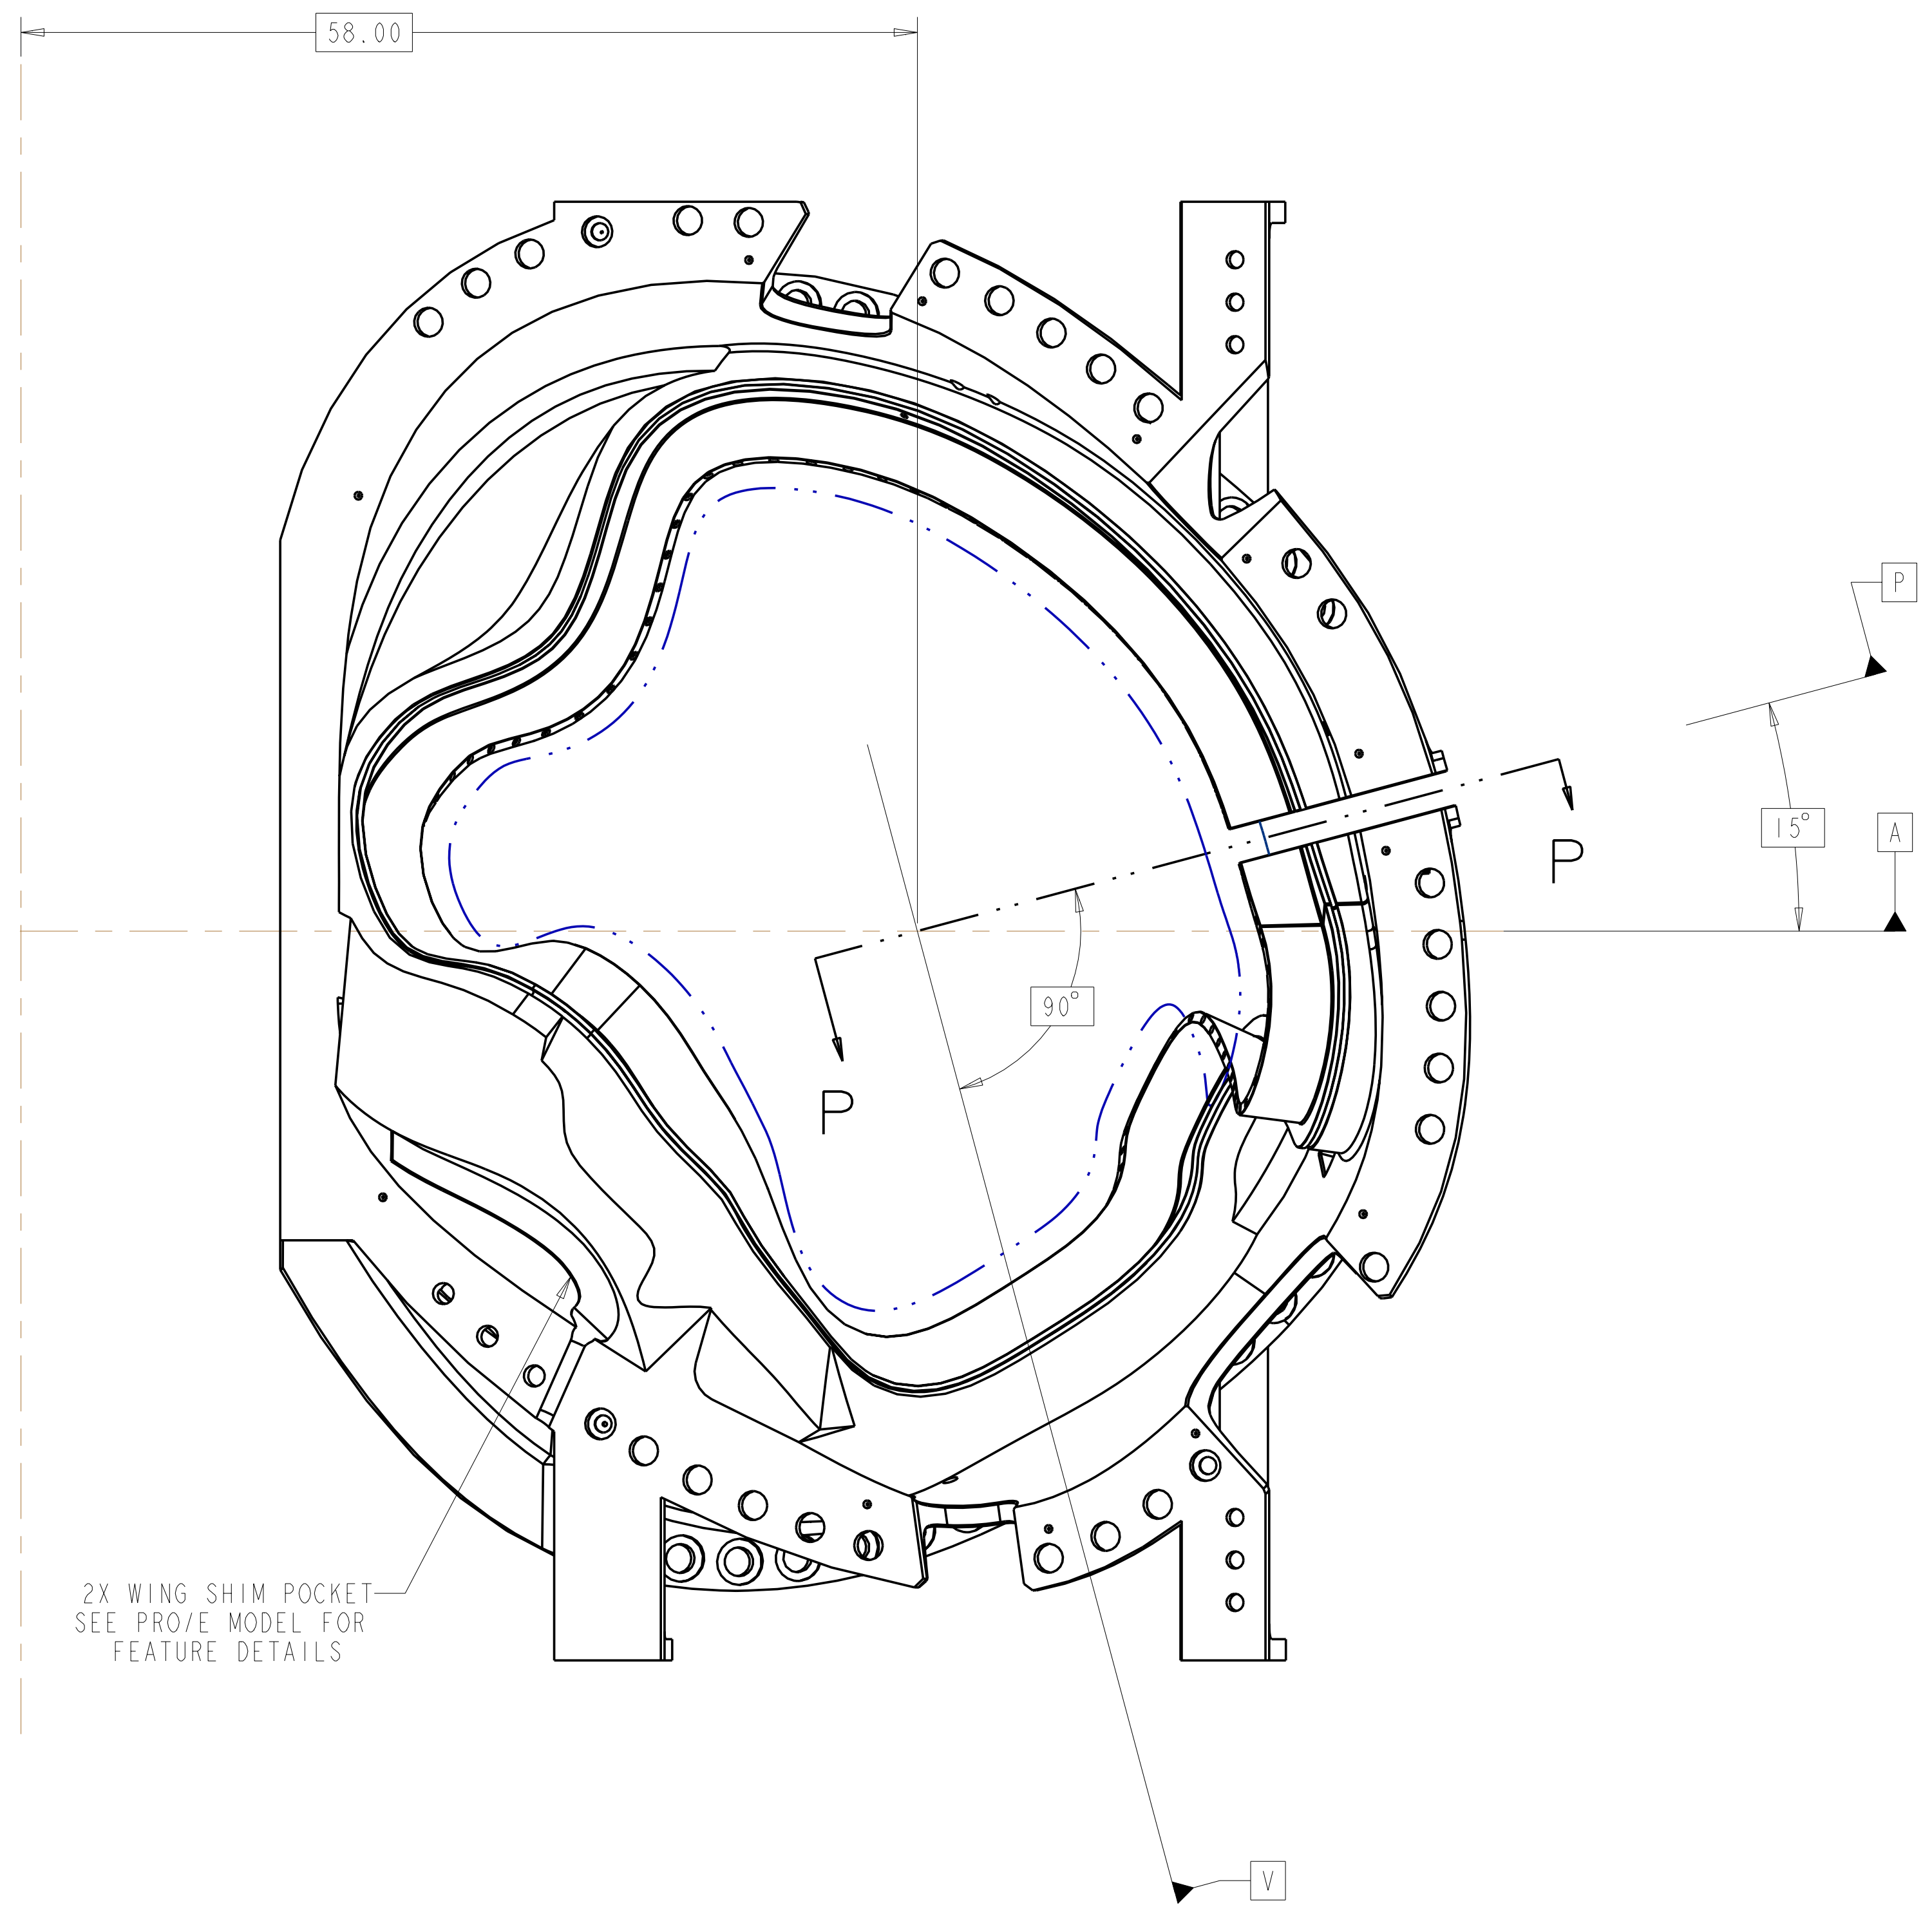 58.00
P
15°
A
P
90°
P
2X WING SHIM POCKET
SEE PRO/E MODEL FOR
FEATURE DETAILS
V